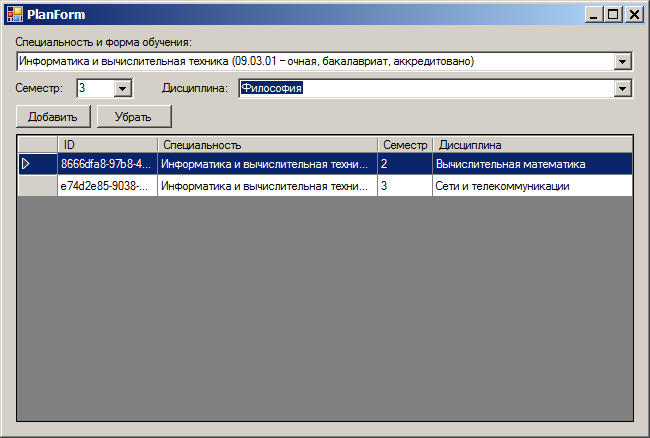 PlanForm
Специальность и форма обучения:
Информатика и вычислительная техника (09.03.01 – очная, бакалавриат, аккредитовано)
Семестр: 3 Дисциплина: Философия
Добавить Убрать
ID Специальность Семестр Дисциплина
8666dfa8-97b8-4... Информатика и вычислительная техни... 2 Вычислительная математика
e74d2e85-9038-... Информатика и вычислительная техни... 3 Сети и телекоммуникации